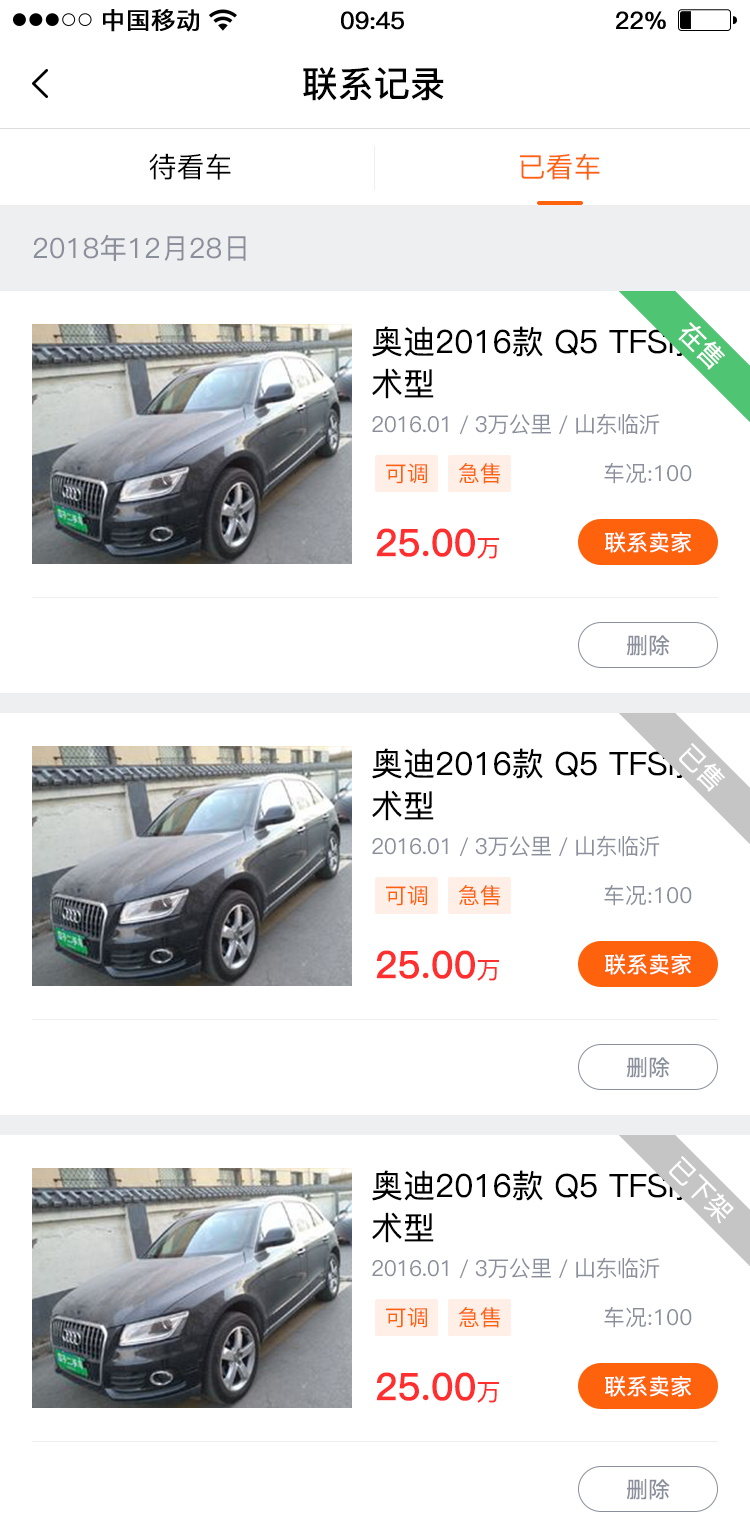 中国移动 09:45 22%
联系记录
待看车 已看车
2018年12月28日
在售
奥迪2016款 Q5 TFSI
术型
2016.01 / 3万公里 / 山东临沂
可调 急售 车况:100
25.00万 联系卖家
删除
已售
奥迪2016款 Q5 TFSI
术型
2016.01 / 3万公里 / 山东临沂
可调 急售 车况:100
25.00万 联系卖家
删除
已下架
奥迪2016款 Q5 TFSI
术型
2016.01 / 3万公里 / 山东临沂
可调 急售 车况:100
25.00万 联系卖家
删除